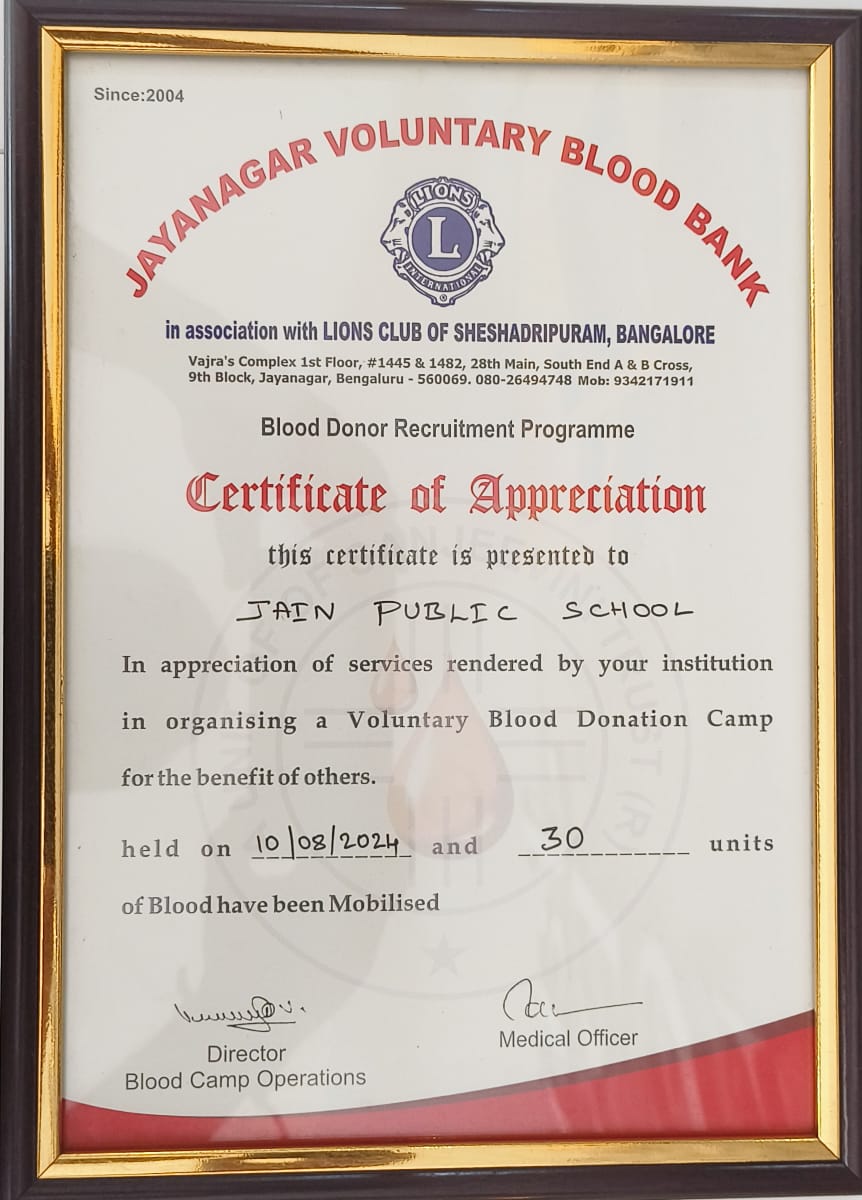 Since:2004
JAYANAGAR VOLUNTARY BLOOD BANK
LIONS
L
INTERNATIONAL
in association with LIONS CLUB OF SHESHADRIPURAM, BANGALORE
Vajra's Complex 1st Floor, #1445 & 1482, 28th Main, South End A & B Cross,
9th Block, Jayanagar, Bengaluru - 560069. 080-26494748 Mob: 9342171911
Blood Donor Recruitment Programme
Certificate of Appreciation
this certificate is presented to
JAIN PUBLIC SCHOOL
In appreciation of services rendered by your institution
in organising a Voluntary Blood Donation Camp
for the benefit of others.
held on 10/08/2024 and 30 units
of Blood have been Mobilised
Director
Blood Camp Operations
Medical Officer